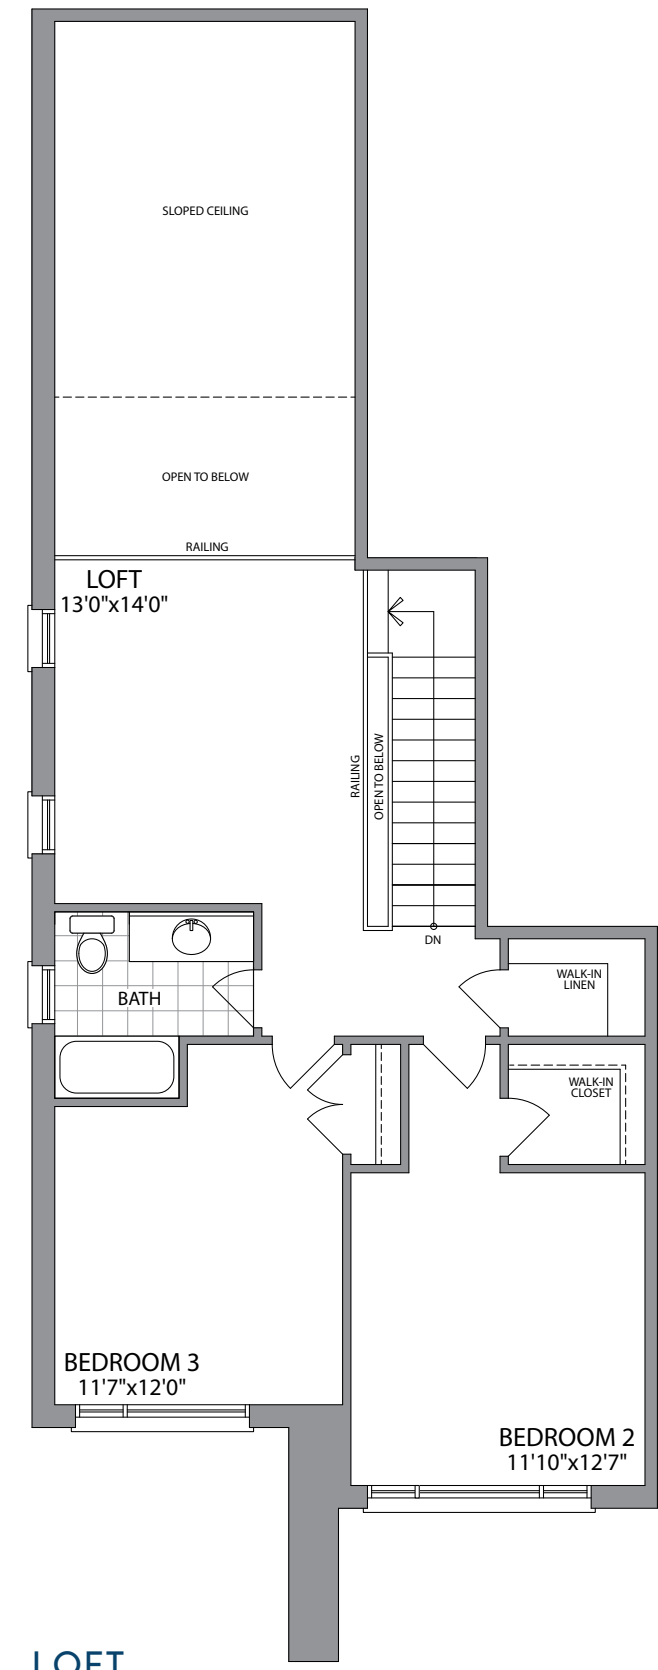 SLOPED CEILING
OPEN TO BELOW
RAILING
LOFT
13'0"x14'0"
RAILING
OPEN TO BELOW
DN
WALK-IN
LINEN
BATH
WALK-IN
CLOSET
BEDROOM 3
11'7"x12'0"
BEDROOM 2
11'10"x12'7"
LOFT